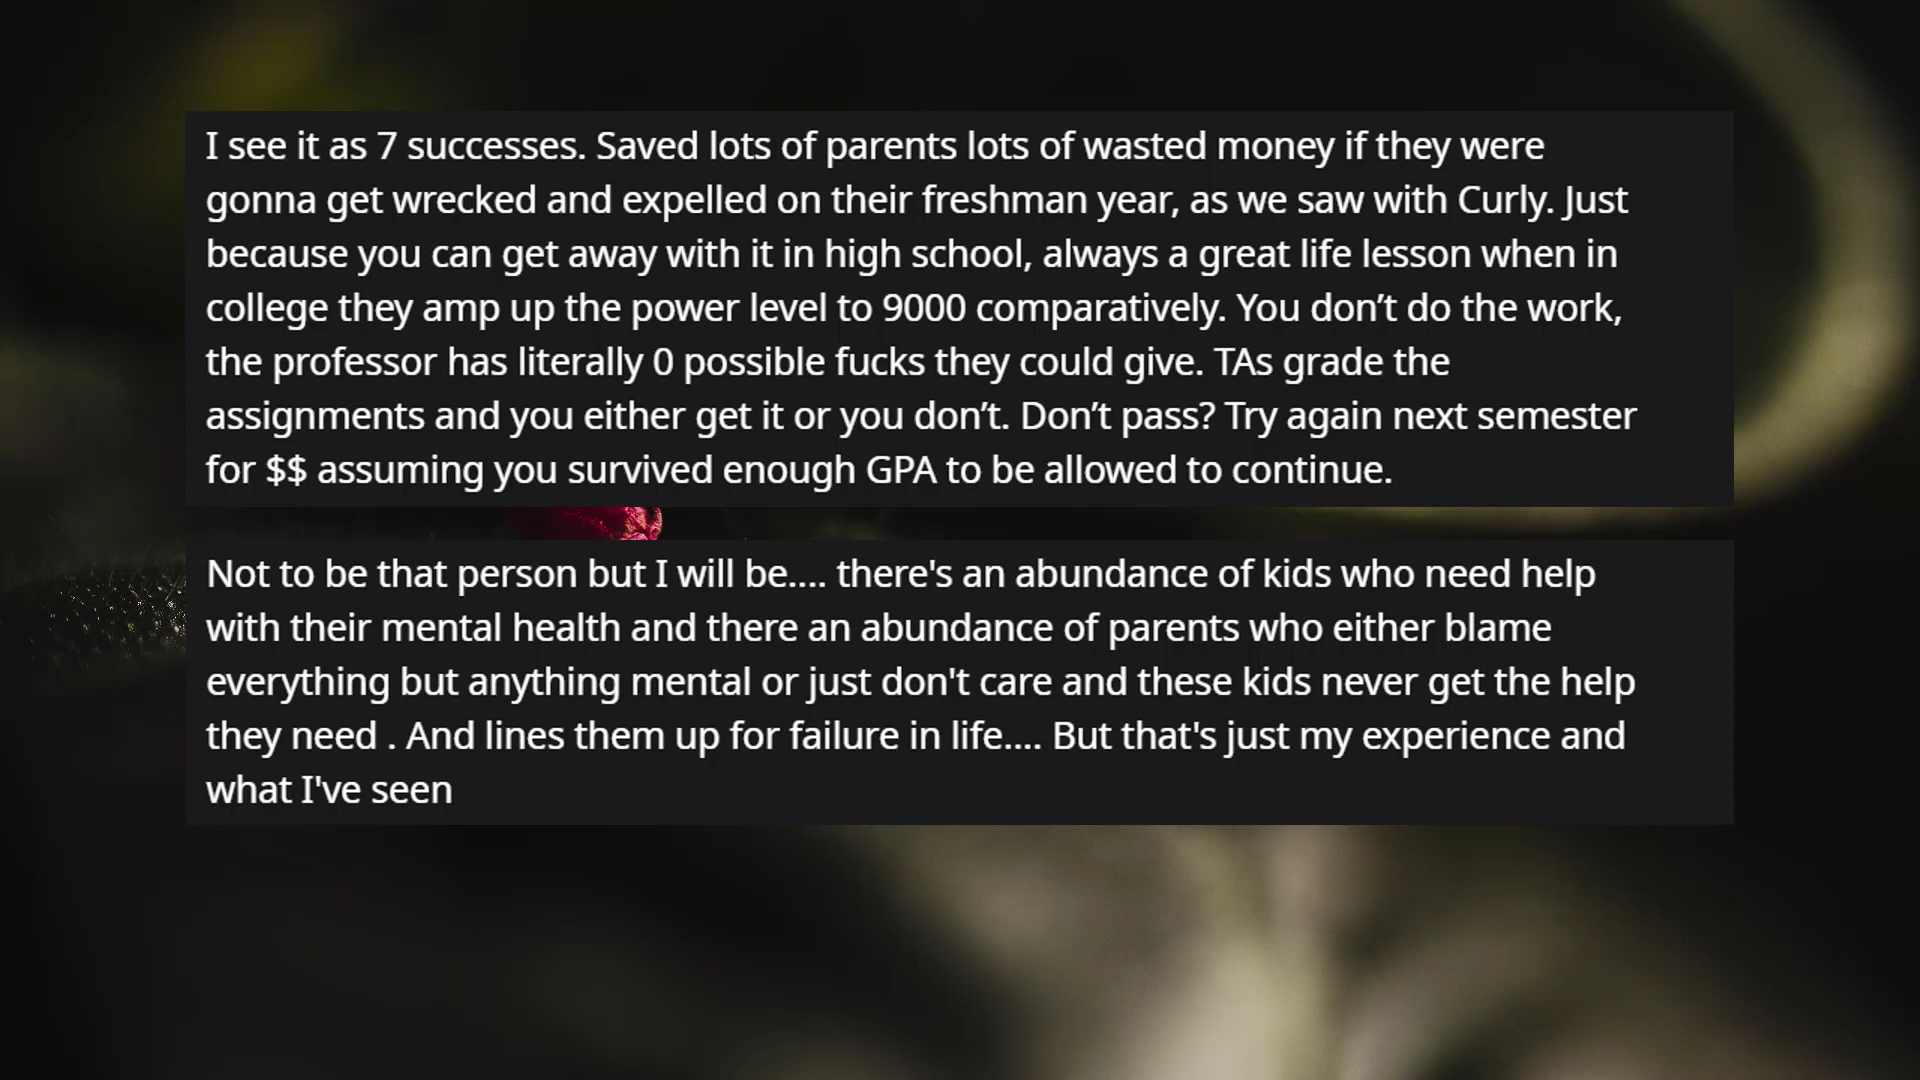 I see it as 7 successes. Saved lots of parents lots of wasted money if they were
gonna get wrecked and expelled on their freshman year, as we saw with Curly. Just
because you can get away with it in high school, always a great life lesson when in
college they amp up the power level to 9000 comparatively. You don’t do the work,
the professor has literally 0 possible fucks they could give. TAs grade the
assignments and you either get it or you don’t. Don’t pass? Try again next semester
for $$ assuming you survived enough GPA to be allowed to continue.
Not to be that person but I will be.... there's an abundance of kids who need help
with their mental health and there an abundance of parents who either blame
everything but anything mental or just don't care and these kids never get the help
they need . And lines them up for failure in life.... But that's just my experience and
what I've seen